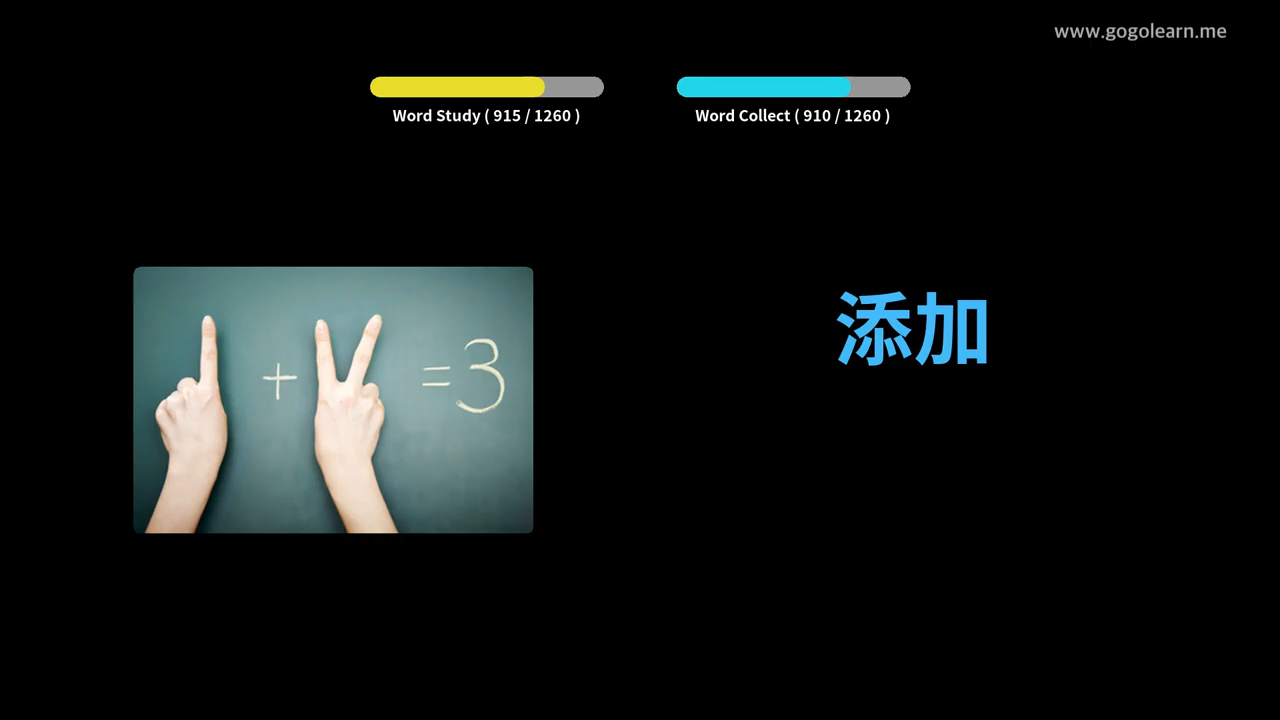 www.gogolearn.me
Word Study ( 915 / 1260 )
Word Collect ( 910 / 1260 )
添加
+ =3